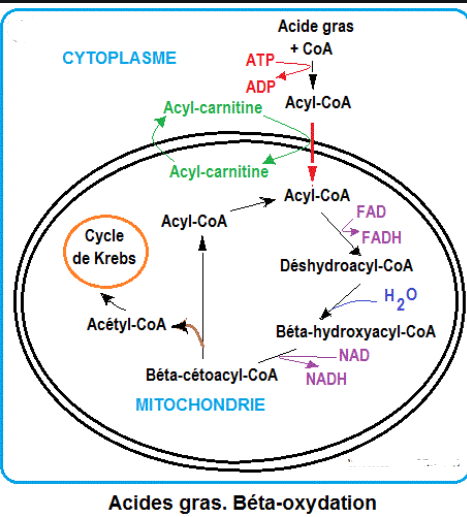 Acide gras
+ CoA
CYTOPLASME
ATP
ADP
Acyl-CoA
Acyl-carnitine
Acyl-carnitine
Acyl-CoA
Acyl-CoA
FAD
FADH
Cycle
de Krebs
Déshydroacyl-CoA
H2O
Acétyl-CoA
Béta-hydroxyacyl-CoA
NAD
Béta-cétoacyl-CoA
NADH
MITOCHONDRIE
Acides gras. Béta-oxydation